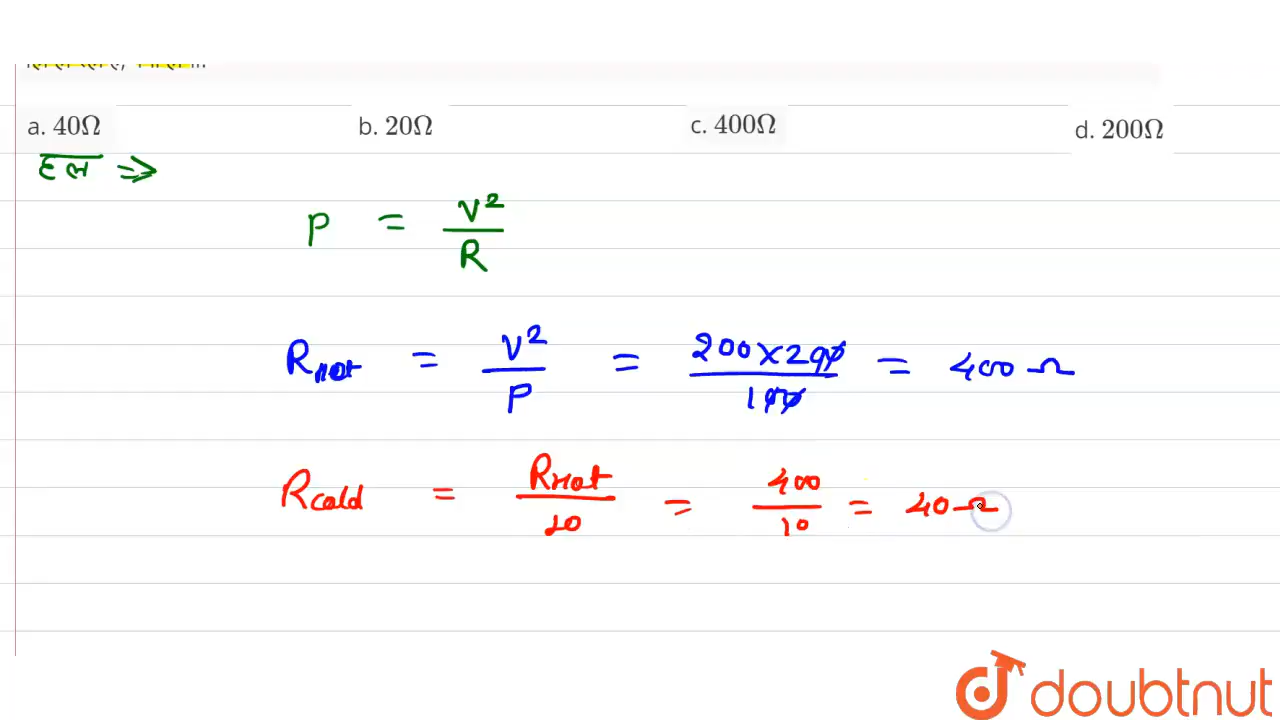 a. 40Ω b. 20Ω c. 400Ω d. 200Ω
हल ⇒
P = V²/R
R_hot = V²/P = 200×200/100 = 400 Ω
R_cold = R_hot/10 = 400/10 = 40 Ω
doubtnut